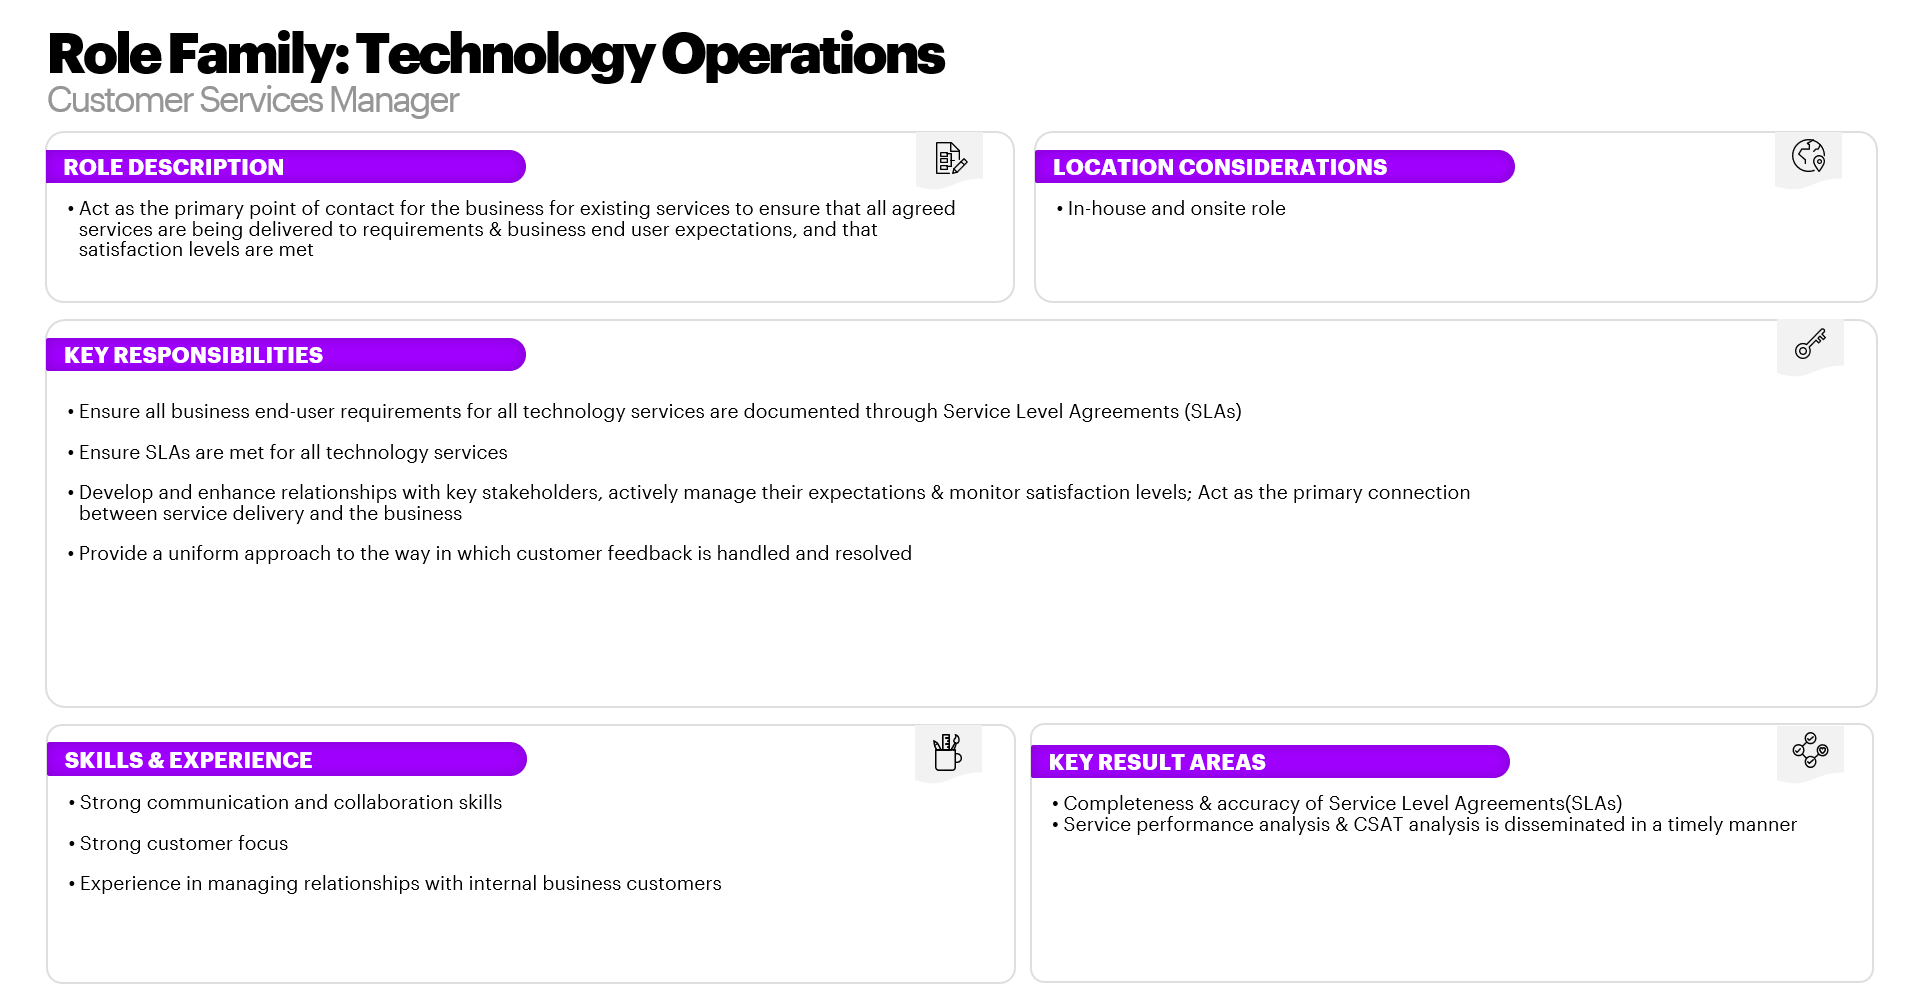 Role Family: Technology Operations
Customer Services Manager
ROLE DESCRIPTION
• Act as the primary point of contact for the business for existing services to ensure that all agreed
services are being delivered to requirements & business end user expectations, and that
satisfaction levels are met
LOCATION CONSIDERATIONS
• In-house and onsite role
KEY RESPONSIBILITIES
• Ensure all business end-user requirements for all technology services are documented through Service Level Agreements (SLAs)
• Ensure SLAs are met for all technology services
• Develop and enhance relationships with key stakeholders, actively manage their expectations & monitor satisfaction levels; Act as the primary connection
between service delivery and the business
• Provide a uniform approach to the way in which customer feedback is handled and resolved
SKILLS & EXPERIENCE
• Strong communication and collaboration skills
• Strong customer focus
• Experience in managing relationships with internal business customers
KEY RESULT AREAS
• Completeness & accuracy of Service Level Agreements(SLAs)
• Service performance analysis & CSAT analysis is disseminated in a timely manner